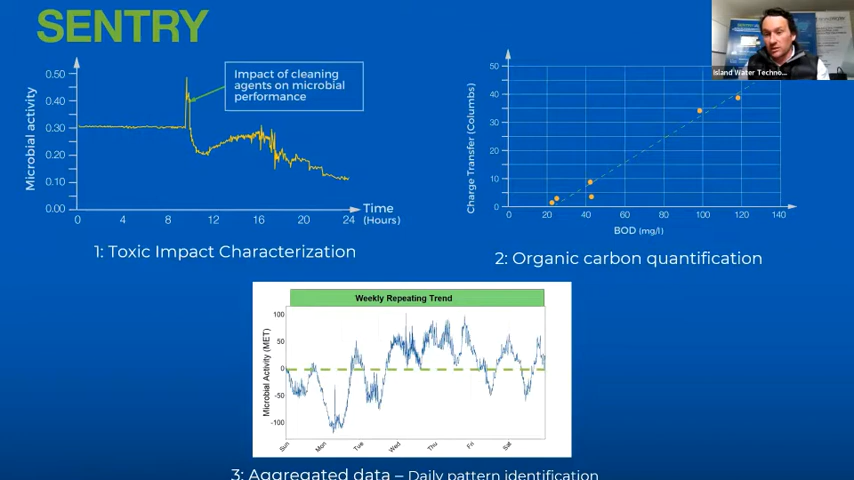 SENTRY
Island Water Techno...
Impact of cleaning
agents on microbial
performance
Microbial activity
0.50
0.40
0.30
0.20
0.10
0.00
0 4 8 12 16 20 24
Time
(Hours)
1: Toxic Impact Characterization
Charge Transfer (Columbs)
50
40
30
20
10
0
0 20 40 60 80 100 120 140
BOD (mg/l)
2: Organic carbon quantification
Weekly Repeating Trend
Microbial Activity (MET)
100
50
0
-50
-100
Sun Mon Tue Wed Thu Fri Sat
3: Aggregated data – Daily pattern identification